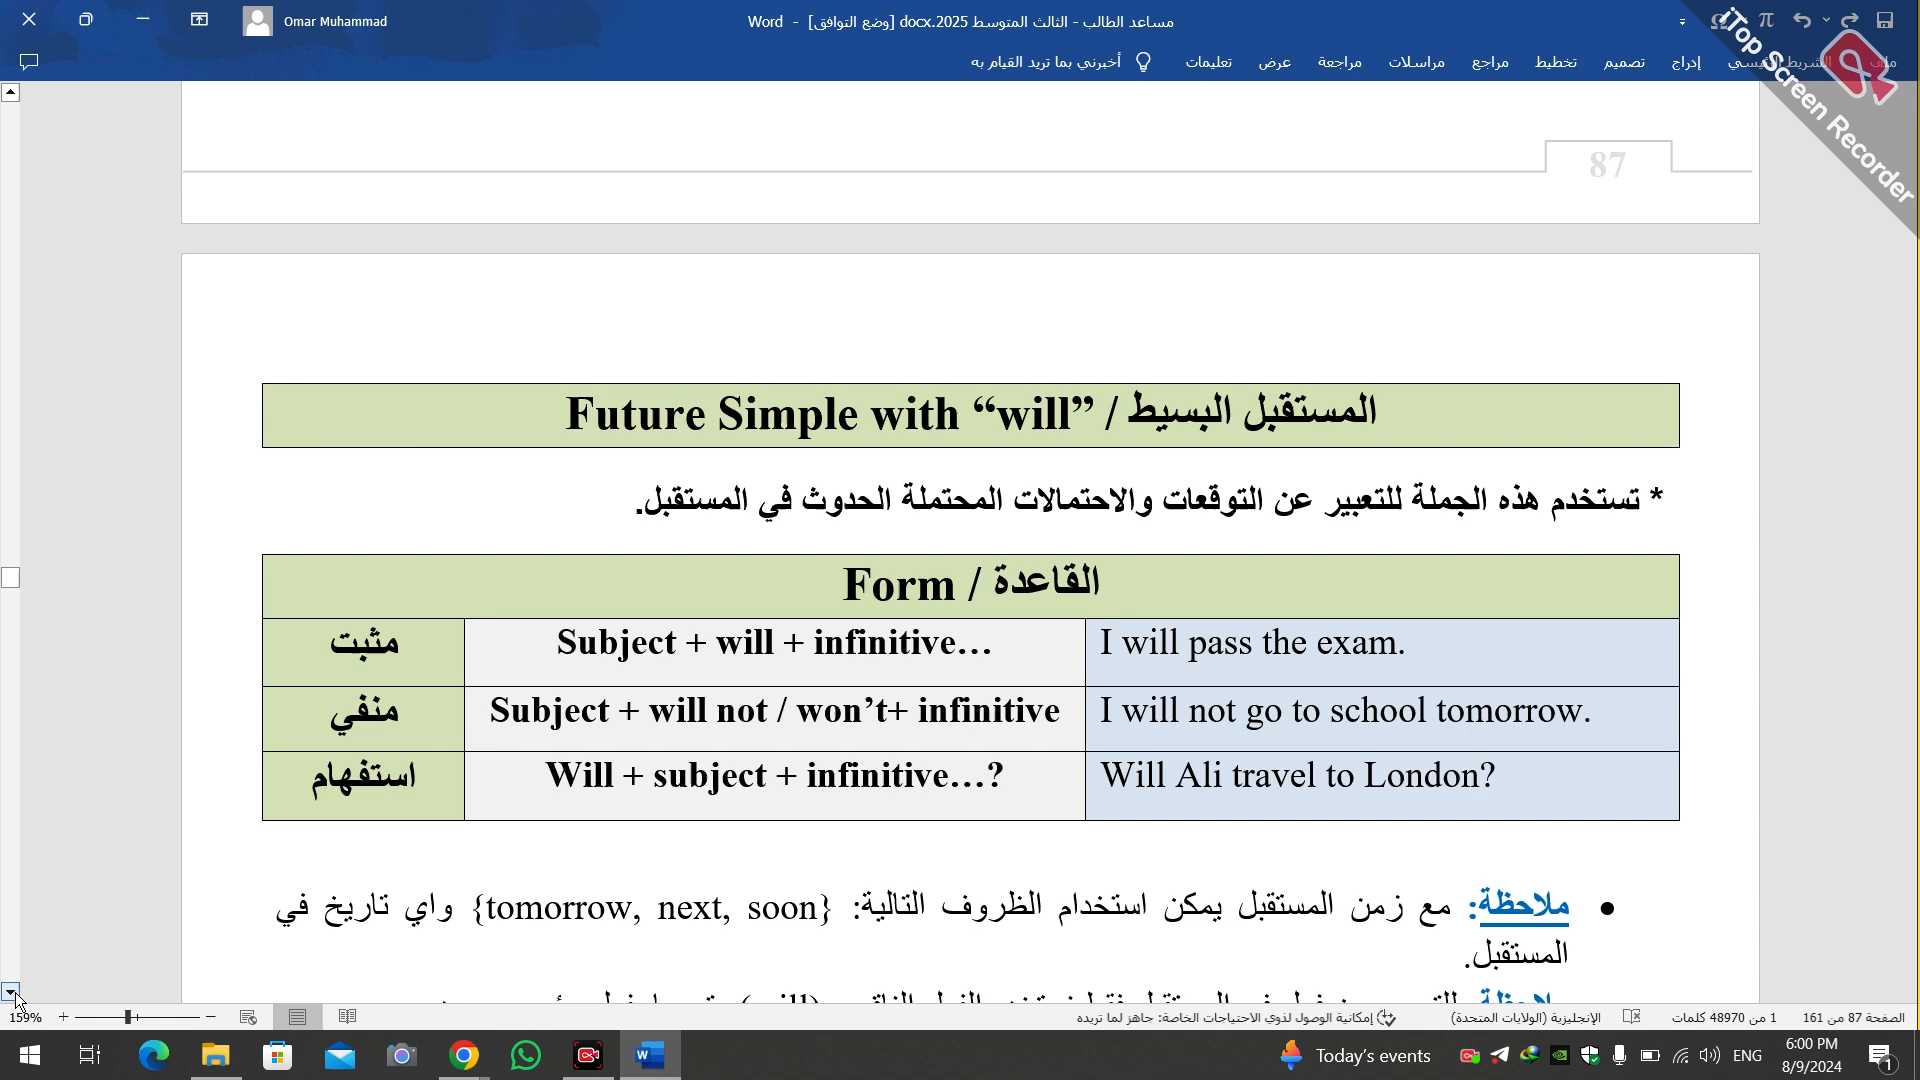 Omar Muhammad
مساعد الطالب - الثالث المتوسط 2025.docx [وضع التوافق] - Word
ملف الشريط الرئيسي إدراج تصميم تخطيط مراجع مراسلات مراجعة عرض تعليمات أخبرني بما تريد القيام به
iTop Screen Recorder
87
Future Simple with “will” / المستقبل البسيط
* تستخدم هذه الجملة للتعبير عن التوقعات والاحتمالات المحتملة الحدوث في المستقبل.
Form / القاعدة
مثبت Subject + will + infinitive… I will pass the exam.
منفي Subject + will not / won’t+ infinitive I will not go to school tomorrow.
استفهام Will + subject + infinitive…? Will Ali travel to London?
● ملاحظة: مع زمن المستقبل يمكن استخدام الظروف التالية: {tomorrow, next, soon} واي تاريخ في
المستقبل.
الصفحة 87 من 161 1 من 48970 كلمات الإنجليزية (الولايات المتحدة) إمكانية الوصول لذوي الاحتياجات الخاصة: جاهز لما تريده 159%
Today’s events ENG 6:00 PM
8/9/2024 1